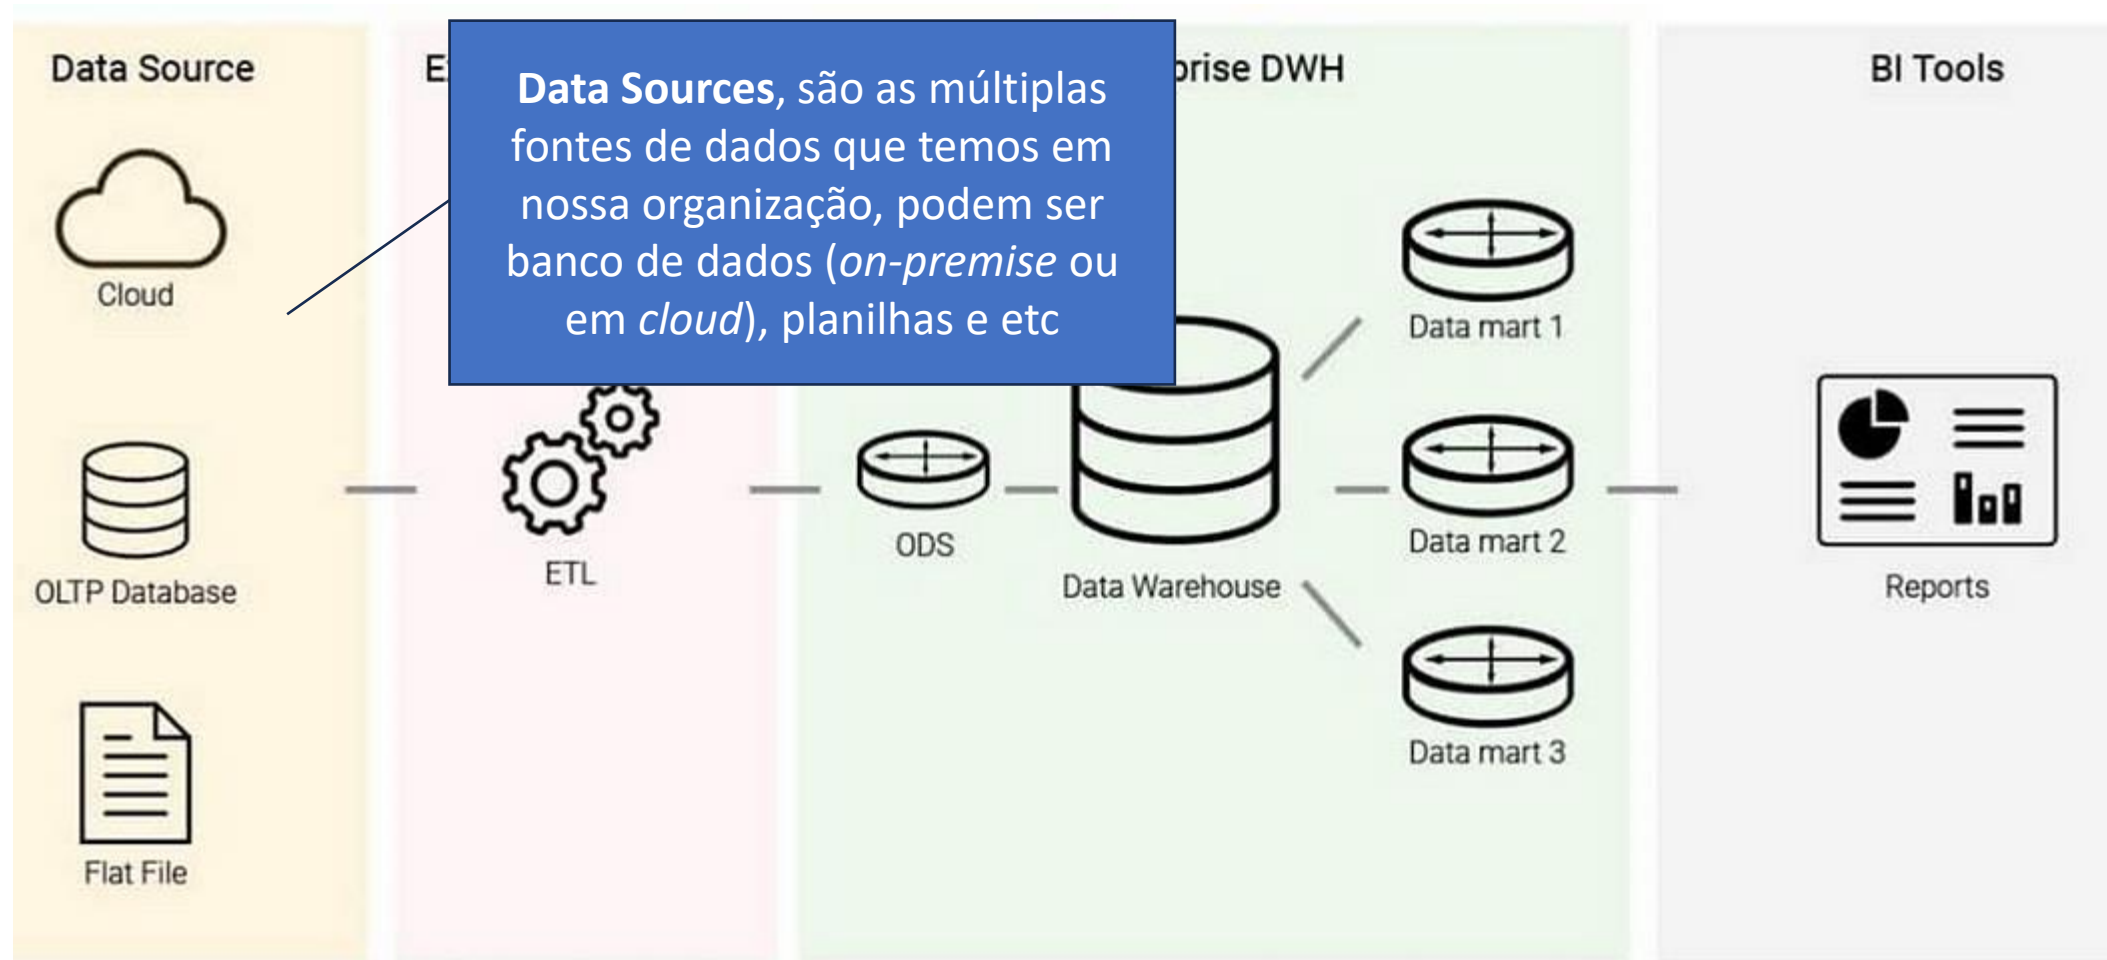 Data Source
Data Sources, são as múltiplas
fontes de dados que temos em
nossa organização, podem ser
banco de dados (on-premise ou
em cloud), planilhas e etc
BI Tools
DWH
Cloud
OLTP Database
Flat File
ETL
ODS
Data Warehouse
Data mart 1
Data mart 2
Data mart 3
Reports